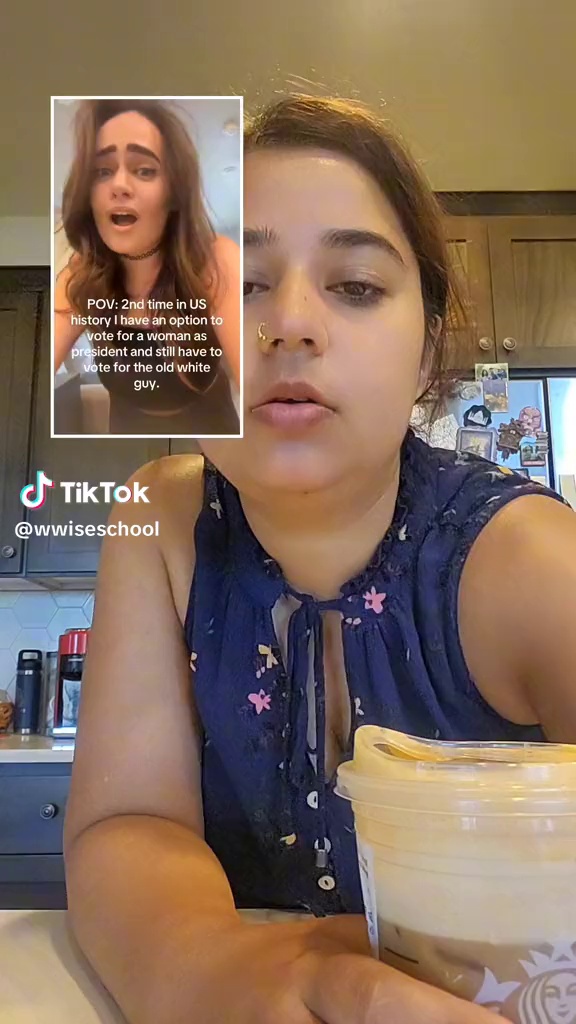 POV: 2nd time in US
history I have an option to
vote for a woman as
president and still have to
vote for the old white
guy.
TikTok
@wwiseschool